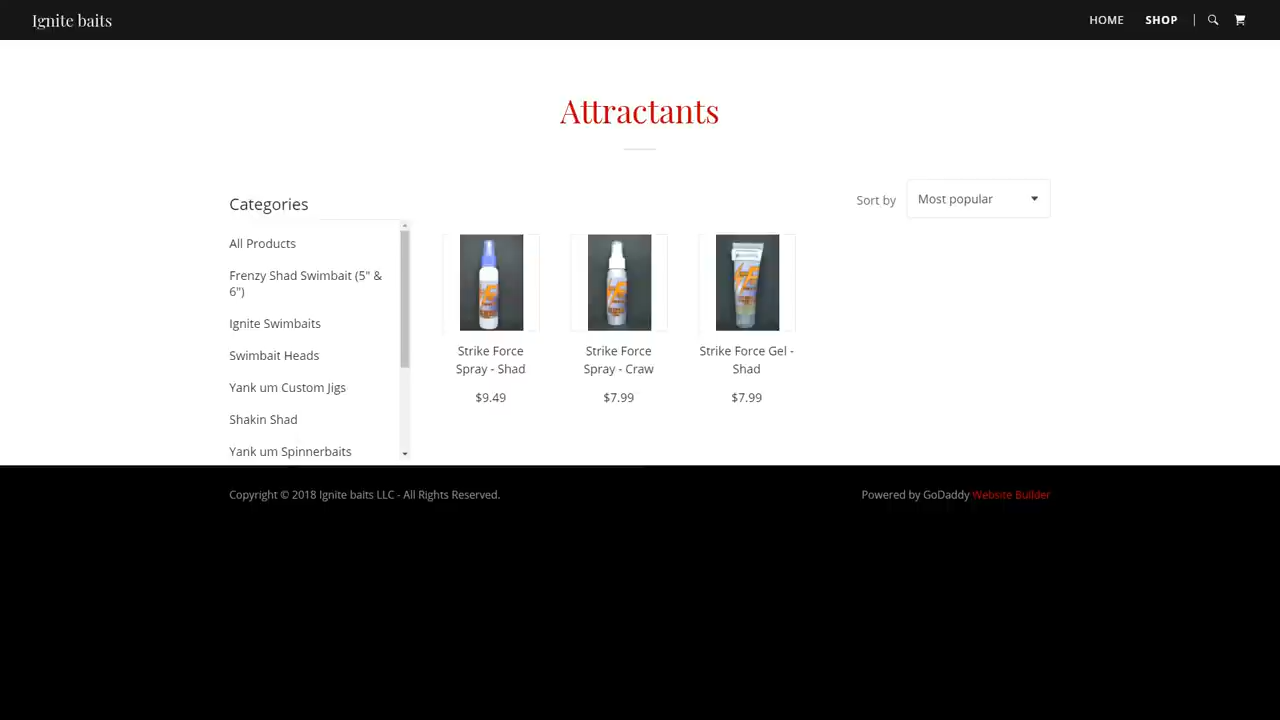 Ignite baits
HOME
SHOP
Attractants
Categories
Sort by
Most popular
All Products
Frenzy Shad Swimbait (5" &
6")
Ignite Swimbaits
Swimbait Heads
Yank um Custom Jigs
Shakin Shad
Yank um Spinnerbaits
Strike Force
Spray - Shad
$9.49
Strike Force
Spray - Craw
$7.99
Strike Force Gel -
Shad
$7.99
Copyright © 2018 Ignite baits LLC - All Rights Reserved.
Powered by GoDaddy Website Builder